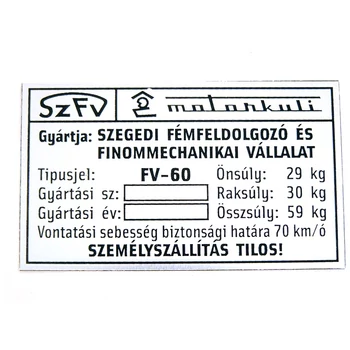 SzFV motorkuli
Gyártja: SZEGEDI FÉMFELDOLGOZÓ ÉS
FINOMMECHANIKAI VÁLLALAT
Tipusjel: FV-60 Önsúly: 29 kg
Gyártási sz: Raksúly: 30 kg
Gyártási év: Összsúly: 59 kg
Vontatási sebesség biztonsági határa 70 km/ó
SZEMÉLYSZÁLLÍTÁS TILOS!